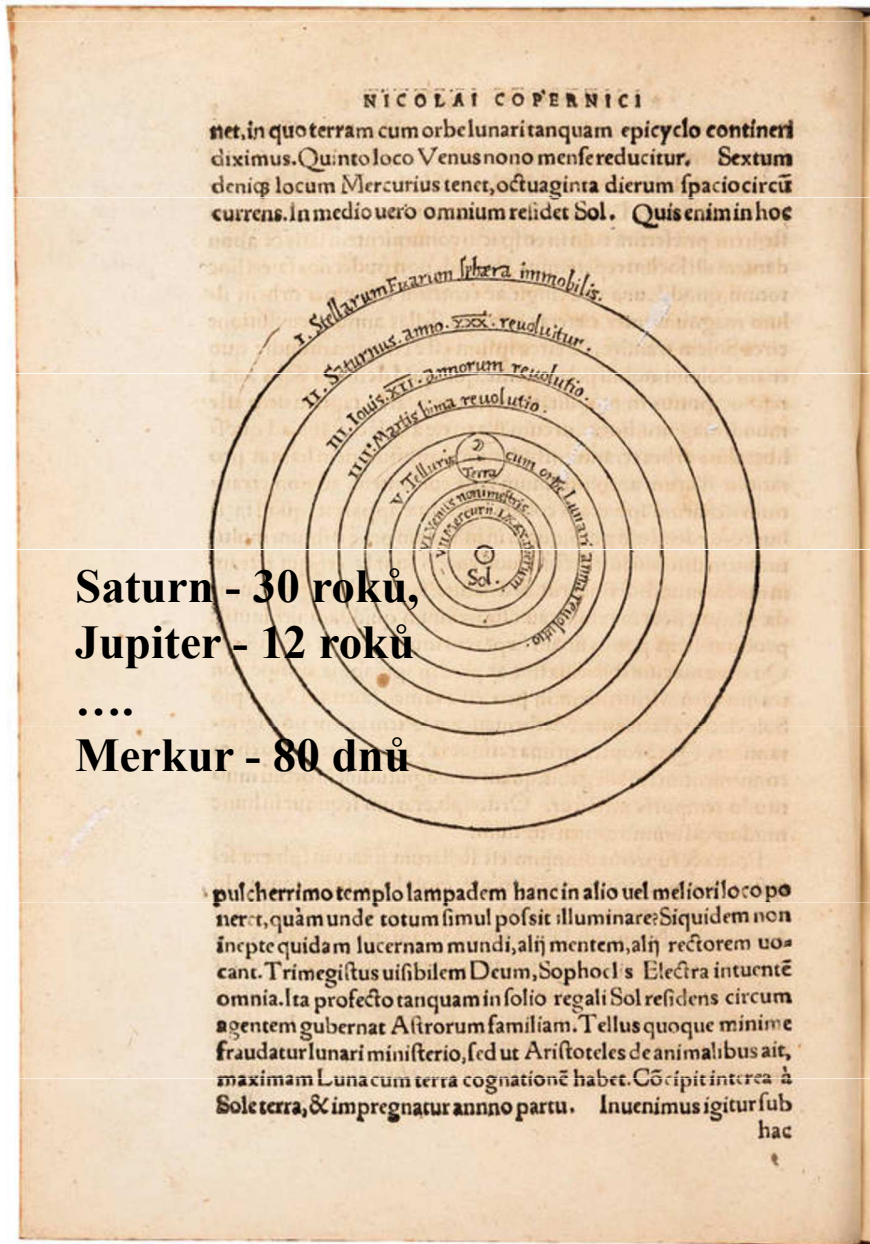 NICOLAI COPERNICI
net, in quo terram cum orbe lunari tanquam epicyclo contineri
diximus. Quinto loco Venus nono menſe reducitur. Sextum
deniqꝫ locum Mercurius tenet, octuaginta dierum ſpacio circū
currens. In medio uero omnium reſidet Sol. Quis enim in hoc
I. Stellarum Fixarum Sphæra immobilis.
II. Saturnus. anno. XXX. reuoluitur.
III. Iouis. XII. annorum reuolutio.
IIII. Martis bima reuolutio.
V. Telluris cum orbe Lunari annua reuolutio.
Terra
VI. Venus nonimeſtris.
VII. Mercurii. LXXX. dierum.
Sol.
Saturn - 30 roků,
Jupiter - 12 roků
….
Merkur - 80 dnů
pulcherrimo templo lampadem hanc in alio uel meliori loco po
neret, quàm unde totum ſimul poſsit illuminare? Siquidem non
inepte quidam lucernam mundi, alij mentem, alij rectorem uo⸗
cant. Trimegiſtus uiſibilem Deum, Sophocl s Electra intuentē
omnia. Ita profecto tanquam in ſolio regali Sol reſidens circum
agentem gubernat Aſtrorum familiam. Tellus quoque minime
fraudatur lunari miniſterio, ſed ut Ariſtoteles de animalibus ait,
maximam Luna cum terra cognationē habet. Cōcipit interea à
Sole terra, & impregnatur annno partu. Inuenimus igitur ſub
hac